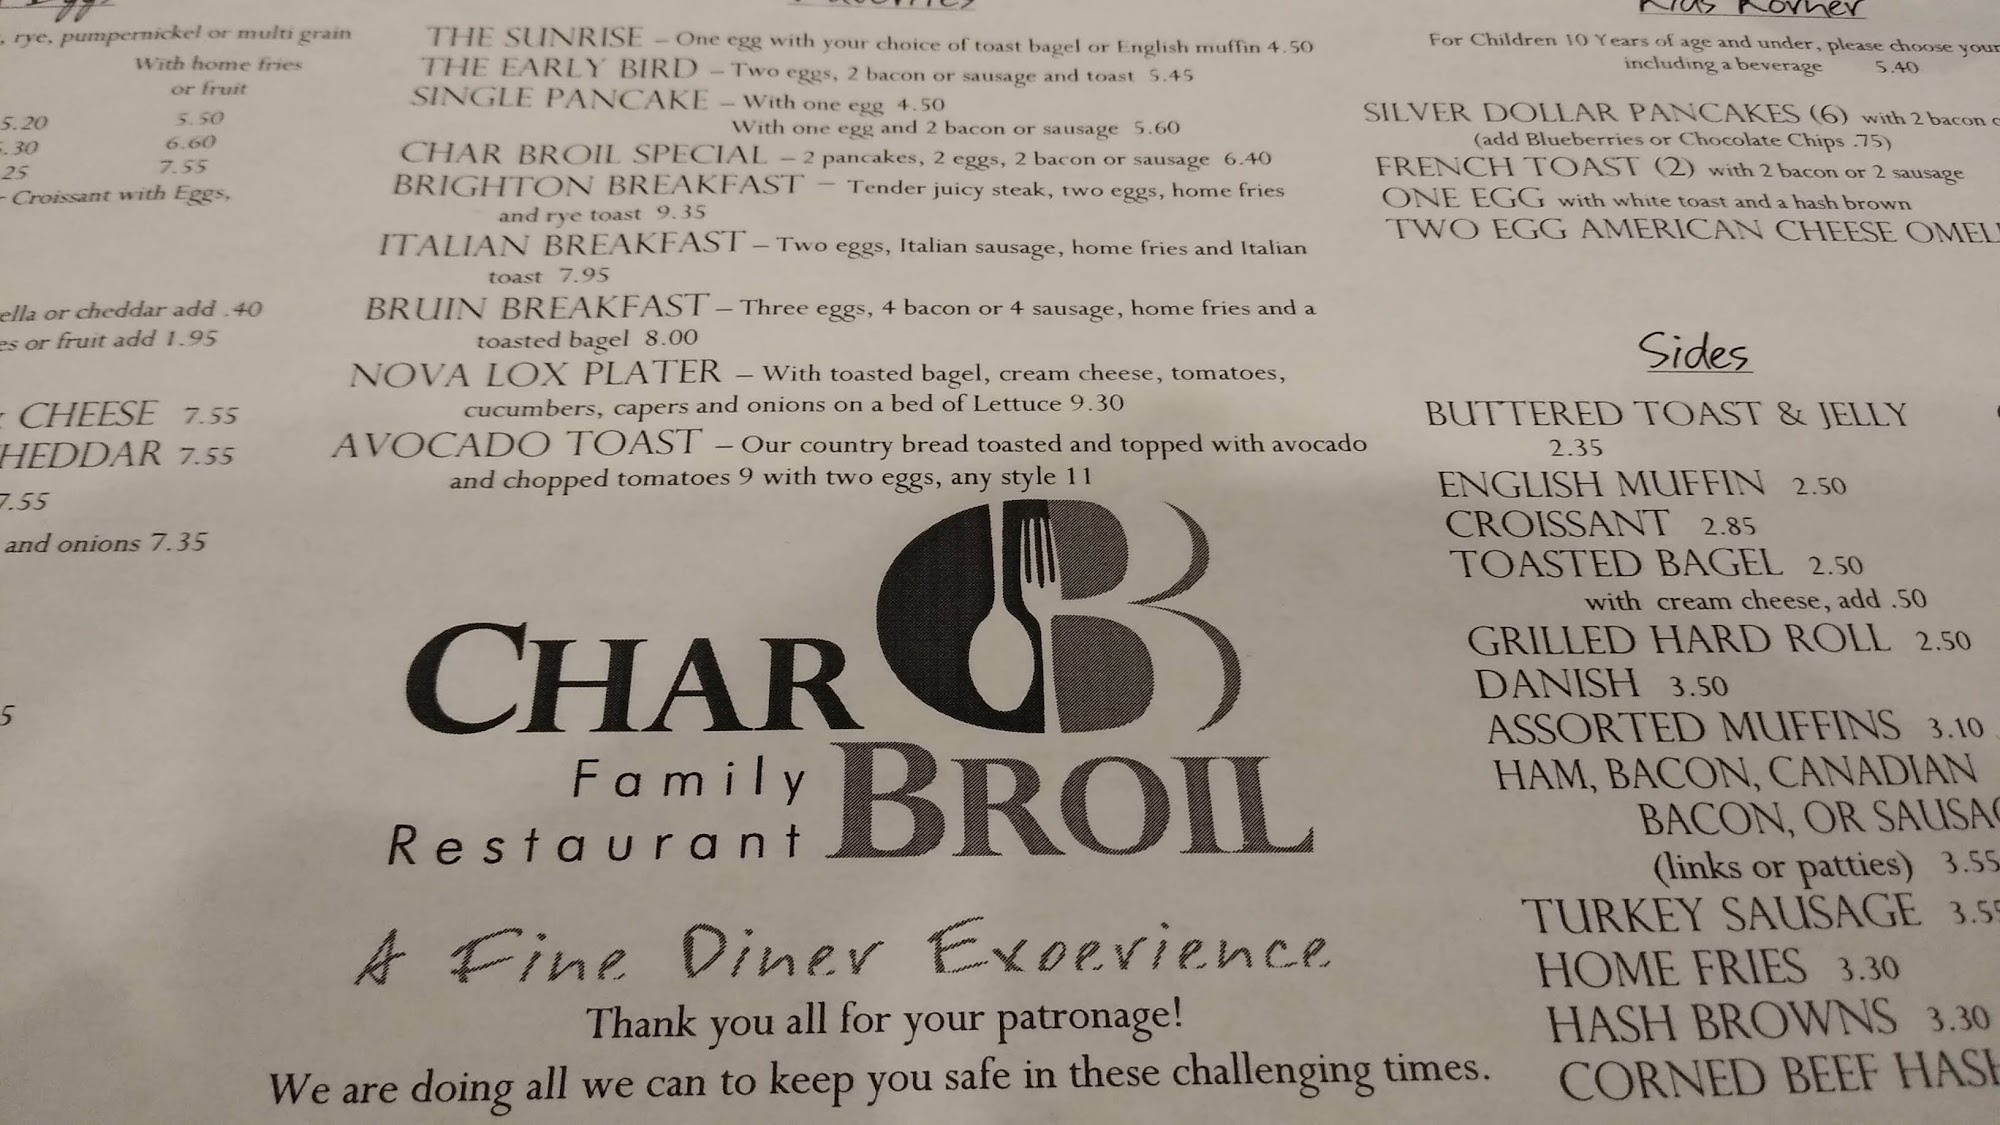 rye, pumpernickel or multi grain
With home fries
or fruit
5.20 5.50
.30 6.60
25 7.55
Croissant with Eggs,
ella or cheddar add .40
es or fruit add 1.95
CHEESE 7.55
HEDDAR 7.55
7.55
and onions 7.35
5
THE SUNRISE – One egg with your choice of toast bagel or English muffin 4.50
THE EARLY BIRD – Two eggs, 2 bacon or sausage and toast 5.45
SINGLE PANCAKE – With one egg 4.50
With one egg and 2 bacon or sausage 5.60
CHAR BROIL SPECIAL – 2 pancakes, 2 eggs, 2 bacon or sausage 6.40
BRIGHTON BREAKFAST – Tender juicy steak, two eggs, home fries
and rye toast 9.35
ITALIAN BREAKFAST – Two eggs, Italian sausage, home fries and Italian
toast 7.95
BRUIN BREAKFAST – Three eggs, 4 bacon or 4 sausage, home fries and a
toasted bagel 8.00
NOVA LOX PLATER – With toasted bagel, cream cheese, tomatoes,
cucumbers, capers and onions on a bed of Lettuce 9.30
AVOCADO TOAST – Our country bread toasted and topped with avocado
and chopped tomatoes 9 with two eggs, any style 11
CB
CHAR
Family BROIL
Restaurant
A Fine Diner Experience
Thank you all for your patronage!
We are doing all we can to keep you safe in these challenging times.
Kids Korner
For Children 10 Years of age and under, please choose your
including a beverage 5.40
SILVER DOLLAR PANCAKES (6) with 2 bacon
(add Blueberries or Chocolate Chips .75)
FRENCH TOAST (2) with 2 bacon or 2 sausage
ONE EGG with white toast and a hash brown
TWO EGG AMERICAN CHEESE OMEL
Sides
BUTTERED TOAST & JELLY
2.35
ENGLISH MUFFIN 2.50
CROISSANT 2.85
TOASTED BAGEL 2.50
with cream cheese, add .50
GRILLED HARD ROLL 2.50
DANISH 3.50
ASSORTED MUFFINS 3.10
HAM, BACON, CANADIAN
BACON, OR SAUSAG
(links or patties) 3.55
TURKEY SAUSAGE 3.55
HOME FRIES 3.30
HASH BROWNS 3.30
CORNED BEEF HASH